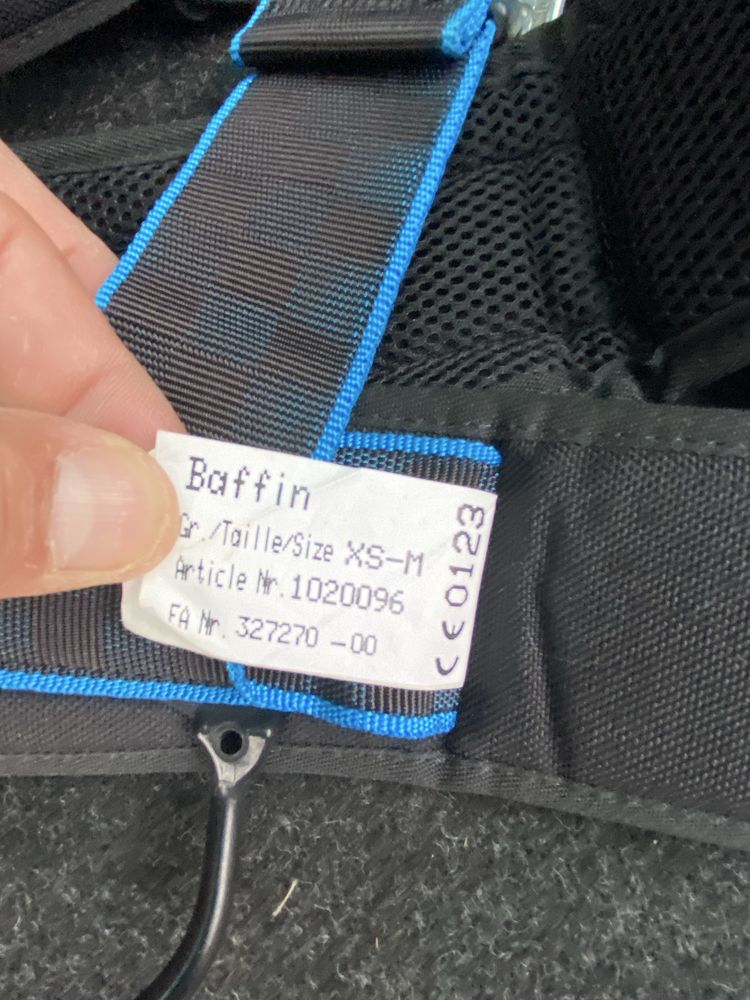 Baffin
Gr./Taille/Size XS-M
Article Nr. 1020096
FA Nr. 327270 -00
CE 0123